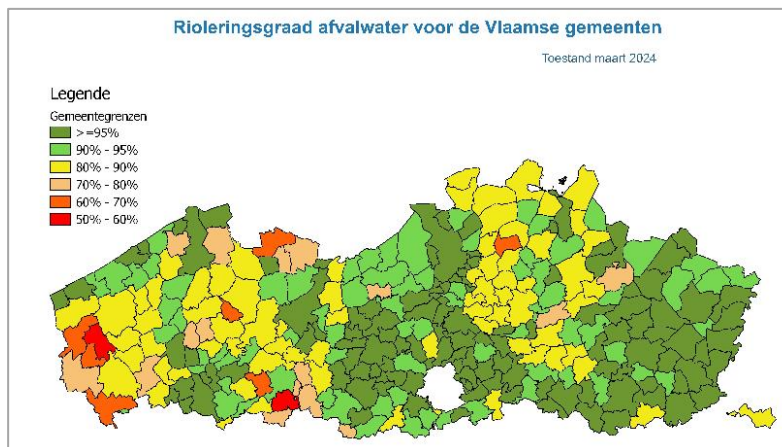 Rioleringsgraad afvalwater voor de Vlaamse gemeenten
Toestand maart 2024
Legende
Gemeentegrenzen
>=95%
90% - 95%
80% - 90%
70% - 80%
60% - 70%
50% - 60%